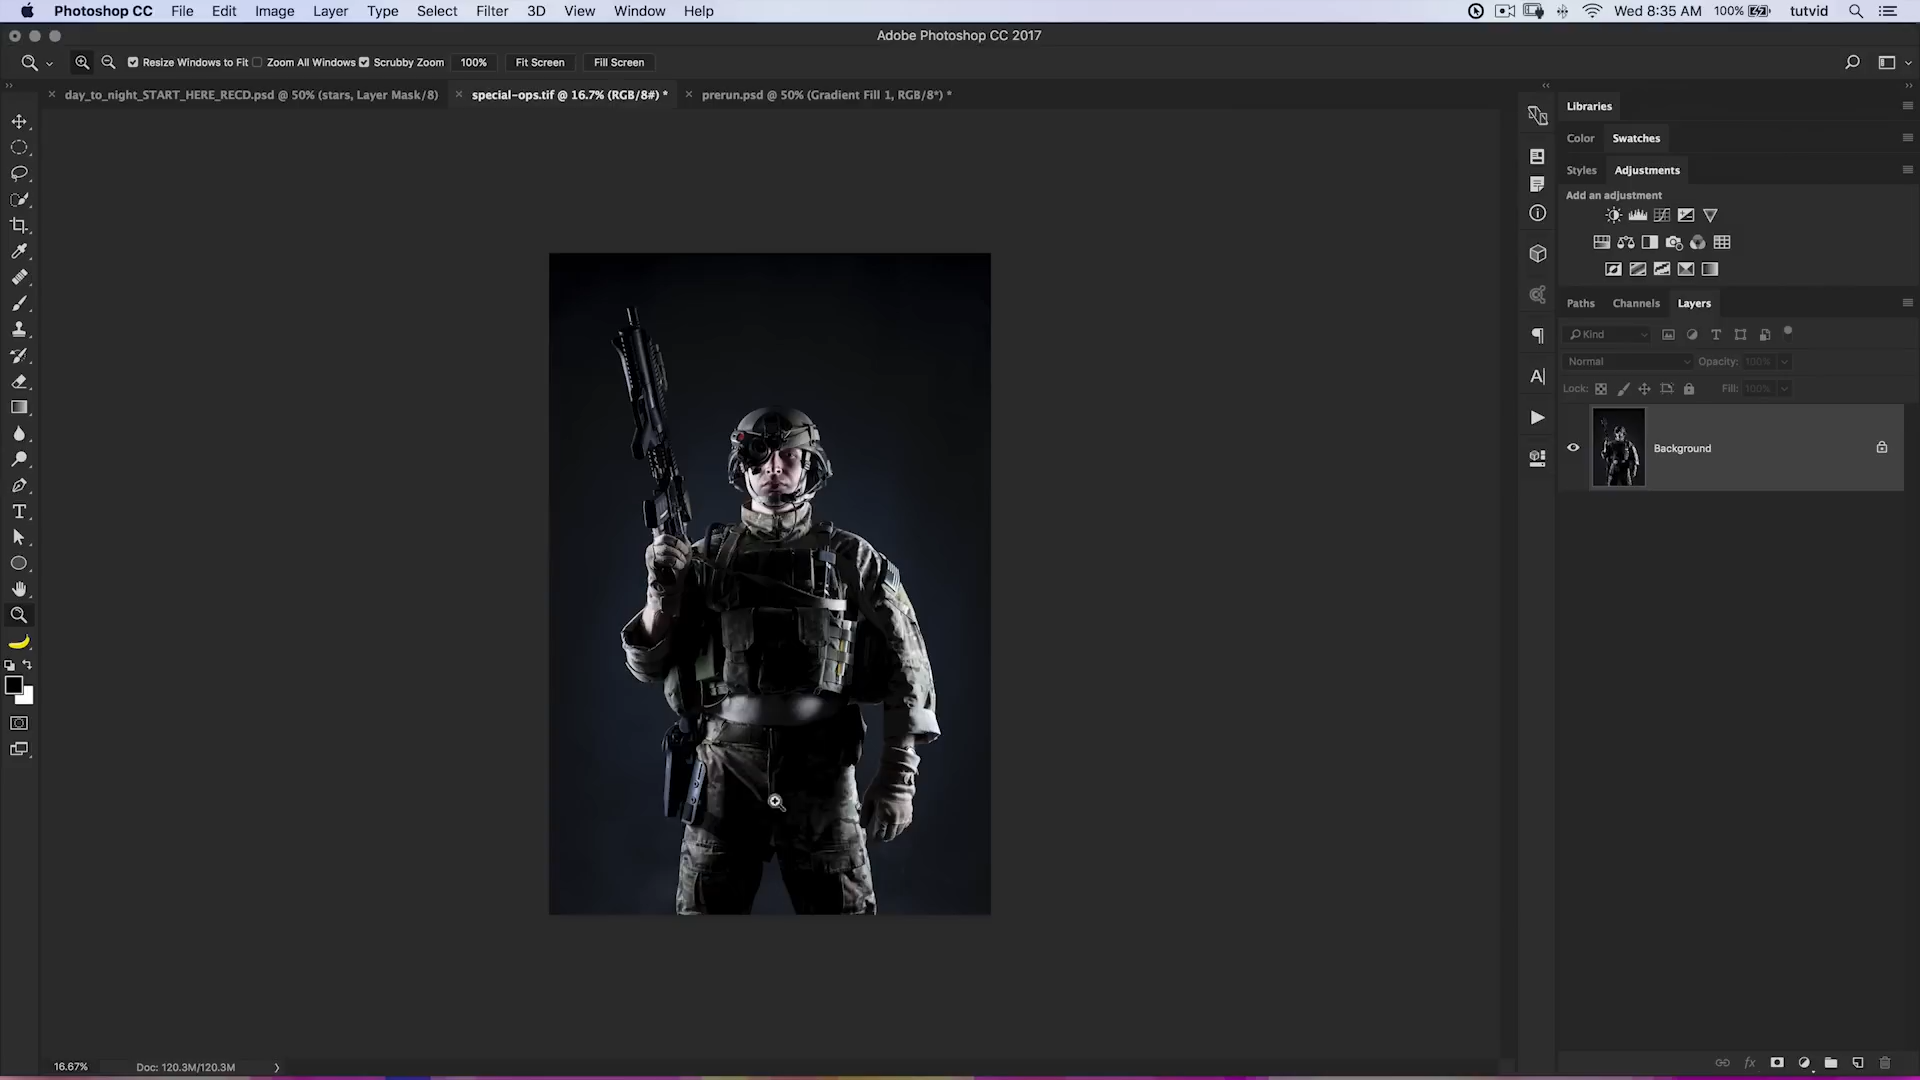 Photoshop CC File Edit Image Layer Type Select Filter 3D View Window Help Wed 8:35 AM 100% tutvid
Adobe Photoshop CC 2017
Resize Windows to Fit Zoom All Windows Scrubby Zoom 100% Fit Screen Fill Screen
day_to_night_START_HERE_RECD.psd @ 50% (stars, Layer Mask/8) special-ops.tif @ 16.7% (RGB/8#) * prerun.psd @ 50% (Gradient Fill 1, RGB/8*) *
Libraries
Color Swatches
Styles Adjustments
Add an adjustment
Paths Channels Layers
Kind
Normal Opacity: 100%
Lock: Fill: 100%
Background
16.67% Doc: 120.3M/120.3M